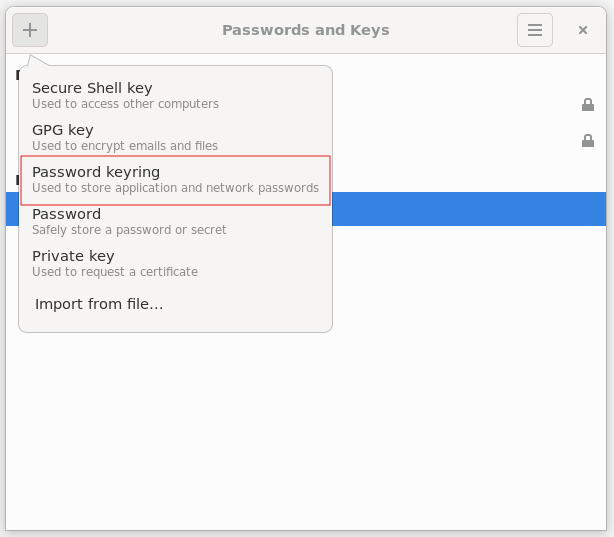 Passwords and Keys
Secure Shell key
Used to access other computers
GPG key
Used to encrypt emails and files
Password keyring
Used to store application and network passwords
Password
Safely store a password or secret
Private key
Used to request a certificate
Import from file…